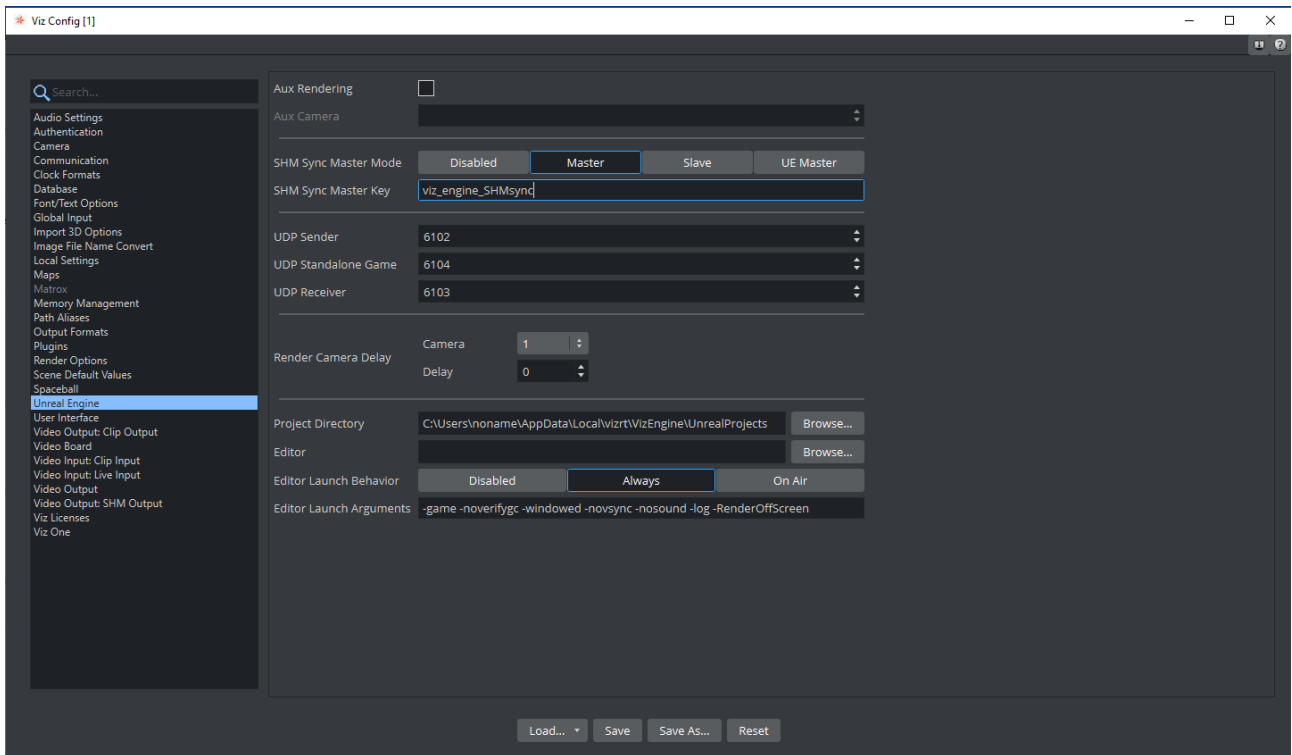 Viz Config [1]
Search...
Audio Settings
Authentication
Camera
Communication
Clock Formats
Database
Font/Text Options
Global Input
Import 3D Options
Image File Name Convert
Local Settings
Maps
Matrox
Memory Management
Path Aliases
Output Formats
Plugins
Render Options
Scene Default Values
Spaceball
Unreal Engine
User Interface
Video Output: Clip Output
Video Board
Video Input: Clip Input
Video Input: Live Input
Video Output
Video Output: SHM Output
Viz Licenses
Viz One
Aux Rendering
Aux Camera
SHM Sync Master Mode Disabled Master Slave UE Master
SHM Sync Master Key viz_engine_SHMsync
UDP Sender 6102
UDP Standalone Game 6104
UDP Receiver 6103
Render Camera Delay
Camera 1
Delay 0
Project Directory C:\Users\noname\AppData\Local\vizrt\VizEngine\UnrealProjects Browse...
Editor Browse...
Editor Launch Behavior Disabled Always On Air
Editor Launch Arguments -game -noverifygc -windowed -novsync -nosound -log -RenderOffScreen
Load... Save Save As... Reset